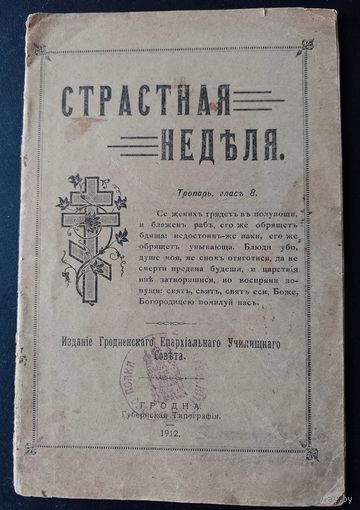 СТРАСТНАЯ
НЕДѢЛЯ.
Тропарь, гласъ 8.
Се женихъ грядетъ въ полунощи,
и блаженъ рабъ, его же обрящетъ
бдяща: недостоинъ-же паки, его же
обрящетъ унывающа. Блюди убо,
душе моя, не сномъ отяготися, да не
смерти предана будеши, и царствія
внѣ затворишися, но воспряни зо-
вущи: святъ, святъ, святъ еси, Боже,
Богородицею помилуй насъ.
Изданіе Гродненскаго Епархіальнаго Училищнаго
Совѣта.
ГРОДНА.
Губернская Типографія.
1912.